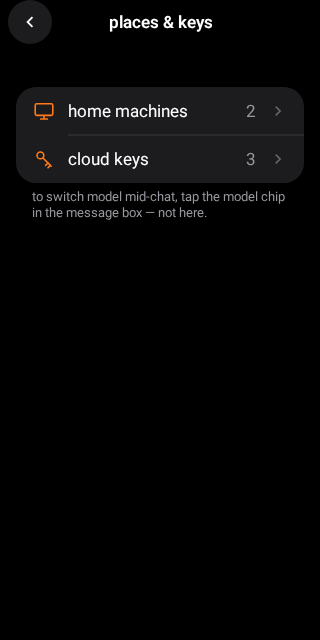 places & keys
home machines 2
cloud keys 3
to switch model mid-chat, tap the model chip
in the message box — not here.